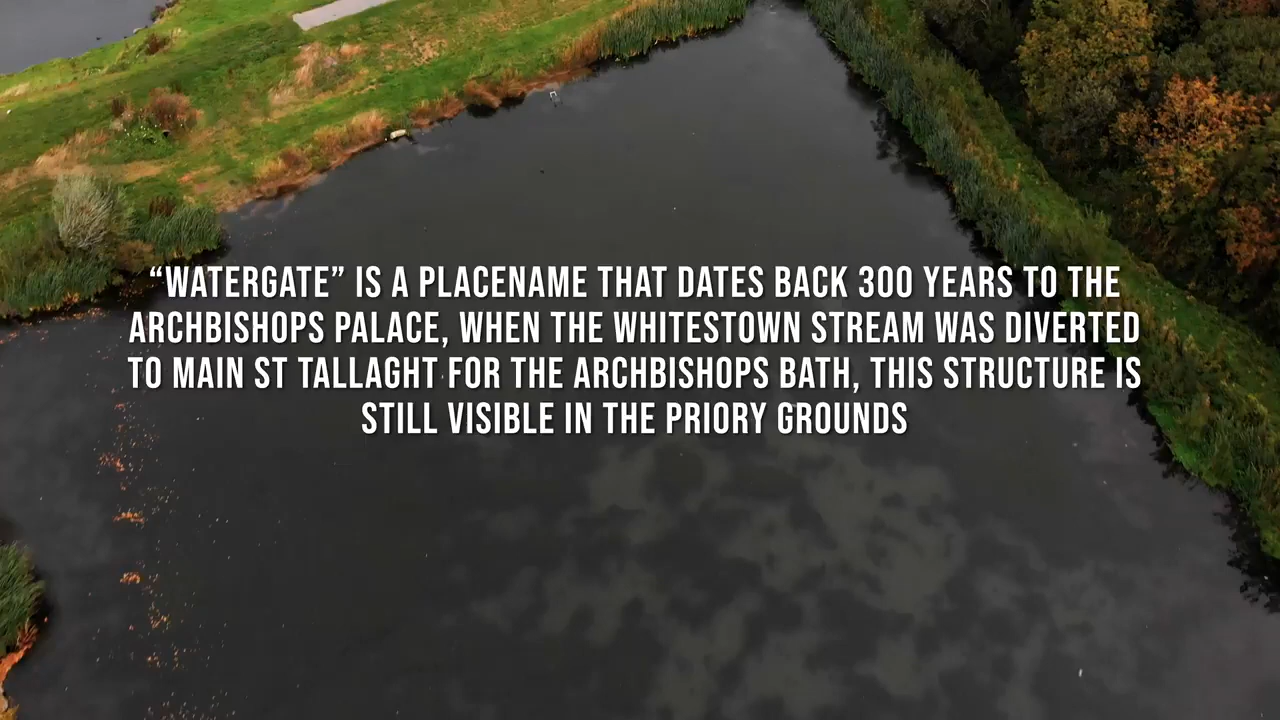 “WATERGATE” IS A PLACENAME THAT DATES BACK 300 YEARS TO THE
ARCHBISHOPS PALACE, WHEN THE WHITESTOWN STREAM WAS DIVERTED
TO MAIN ST TALLAGHT FOR THE ARCHBISHOPS BATH, THIS STRUCTURE IS
STILL VISIBLE IN THE PRIORY GROUNDS